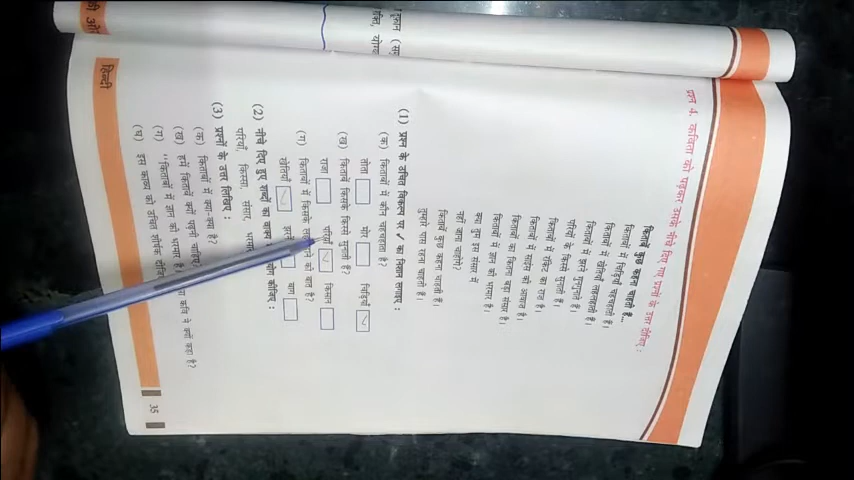 प्रश्न 4. कविता को पढ़कर उसके नीचे दिए गए प्रश्नों के उत्तर दीजिए :
किताबें कुछ कहना चाहती हैं...
किताबों में चिड़ियाँ चहचहाती हैं।
किताबों में खेतियाँ लहलहाती हैं।
किताबों में झरने गुनगुनाते हैं।
परियों के किस्से सुनाते हैं।
किताबों में रॉकेट का राज है।
किताबों में साइंस की आवाज है।
किताबों का कितना बड़ा संसार है।
किताबों में ज्ञान की भरमार है।
क्या तुम इस संसार में
नहीं जाना चाहोगे?
किताबें कुछ कहना चाहती हैं।
तुम्हारे पास रहना चाहती हैं।
(1) प्रश्न के उचित विकल्प पर ✓ का निशान लगाइए :
(क) किताबों में कौन चहचहाता है?
तोता मोर चिड़ियाँ
(ख) किताबें किसके किस्से सुनाती हैं?
राजा परियों किसान
(ग) किताबों में किसके की बात है?
खेतियाँ झरने बाग
(2) नीचे दिए हुए शब्दों का वाक्य कीजिए :
परियाँ, किस्सा, संसार,
(3) प्रश्नों के उत्तर लिखिए :
(क) किताबों में क्या-क्या है?
(ख) हमें किताबें क्यों पढ़नी चाहिए?
(ग) "किताबों में ज्ञान की भरमार है कवि ने क्यों कहा है?
(घ) इस काव्य को उचित शीर्षक
हिन्दी
35